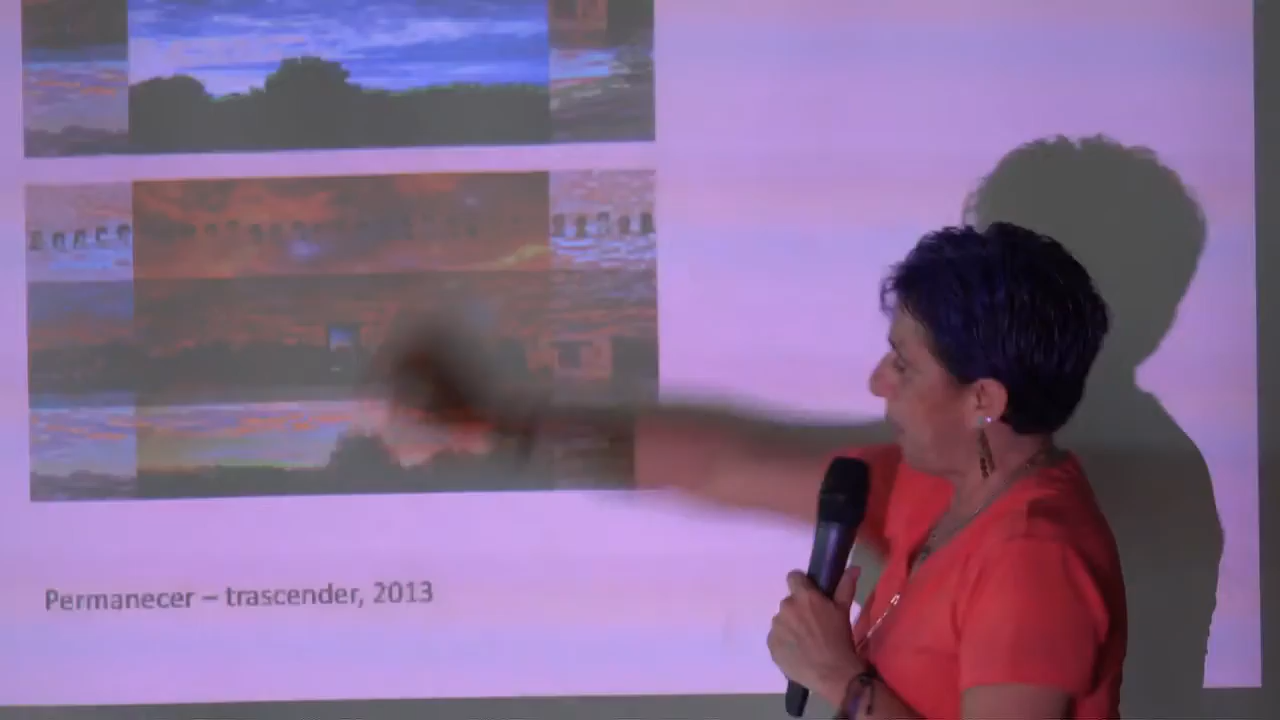 Permanecer – trascender, 2013